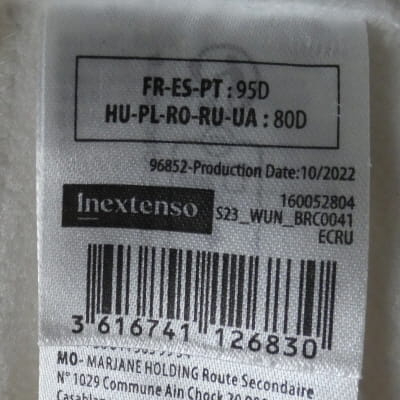 FR-ES-PT : 95D
HU-PL-RO-RU-UA : 80D
96852-Production Date:10/2022
Inextenso
160052804
S23_WUN_BRC0041
ECRU
3 616741 126830
MO- MARJANE HOLDING Route Secondaire
N° 1029 Commune Ain Chock 20